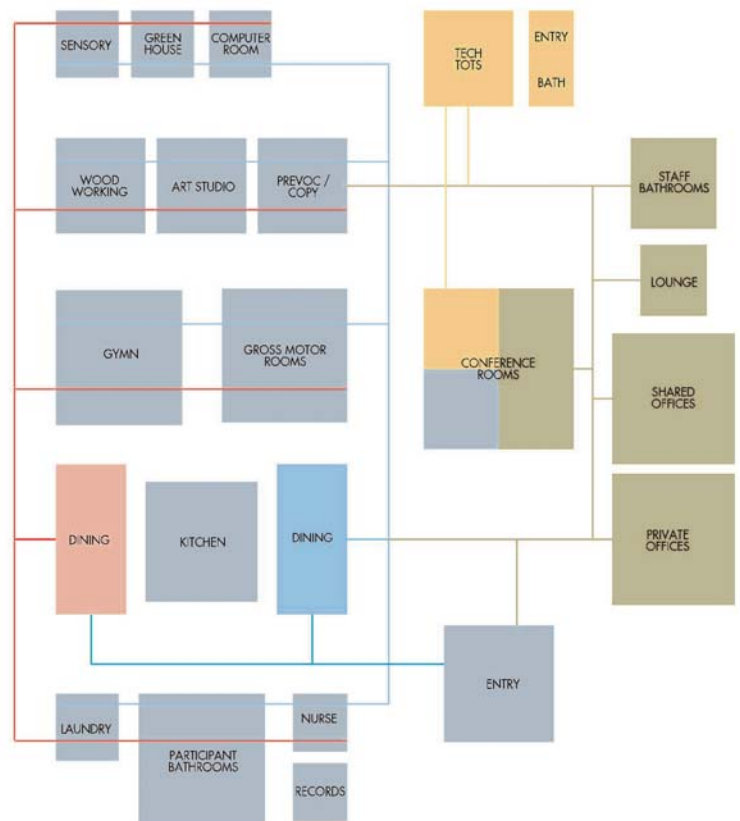 SENSORY
GREEN
HOUSE
COMPUTER
ROOM
TECH
TOTS
ENTRY
BATH
WOOD
WORKING
ART STUDIO
PREVOC /
COPY
STAFF
BATHROOMS
LOUNGE
GYMN
GROSS MOTOR
ROOMS
CONFERENCE
ROOMS
SHARED
OFFICES
DINING
KITCHEN
DINING
PRIVATE
OFFICES
ENTRY
LAUNDRY
PARTICIPANT
BATHROOMS
NURSE
RECORDS